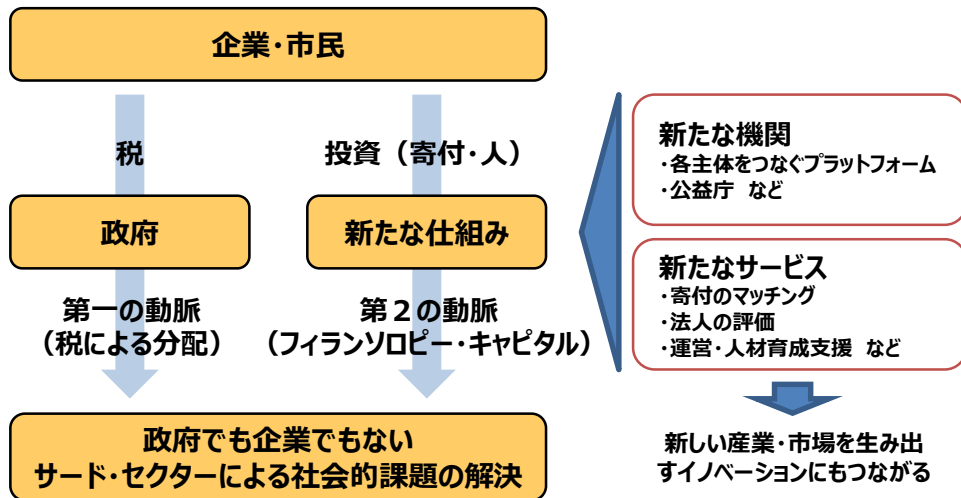 企業・市民
税
投資（寄付・人）
政府
新たな仕組み
第一の動脈
（税による分配）
第２の動脈
（フィランソロピー・キャピタル）
政府でも企業でもない
サード・セクターによる社会的課題の解決
新たな機関
・各主体をつなぐプラットフォーム
・公益庁 など
新たなサービス
・寄付のマッチング
・法人の評価
・運営・人材育成支援 など
新しい産業・市場を生み出
すイノベーションにもつながる